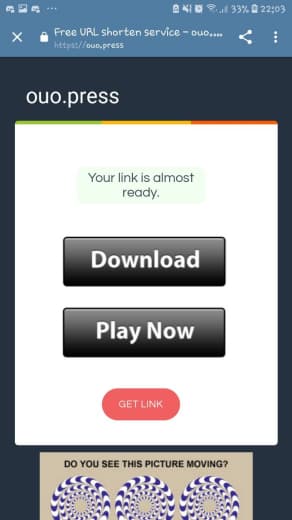 33% 22:03
Free URL shorten service – ouo....
https://ouo.press
ouo.press
Your link is almost
ready.
Download
Play Now
GET LINK
DO YOU SEE THIS PICTURE MOVING?